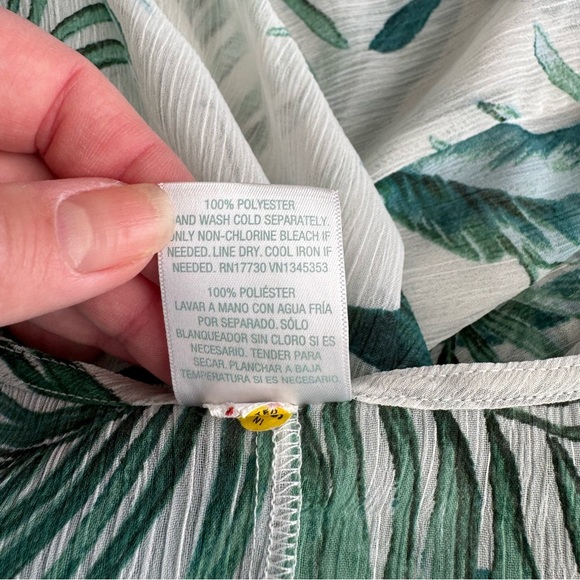 100% POLYESTER
AND WASH COLD SEPARATELY.
ONLY NON-CHLORINE BLEACH IF
NEEDED. LINE DRY. COOL IRON IF
NEEDED. RN17730 VN1345353
100% POLIÉSTER
LAVAR A MANO CON AGUA FRÍA
POR SEPARADO. SÓLO
BLANQUEADOR SIN CLORO SI ES
NECESARIO. TENDER PARA
SECAR. PLANCHAR A BAJA
TEMPERATURA SI ES NECESARIO.